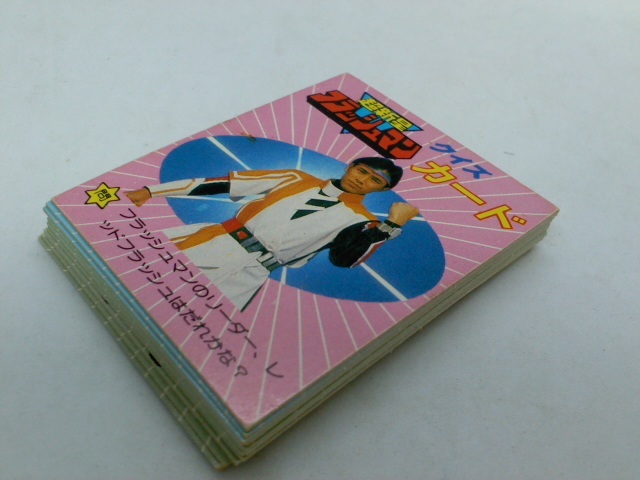 超新星
フラッシュマン
クイズ
カード
問
フラッシュマンのリーダー、レ
ッドフラッシュはだれかな?